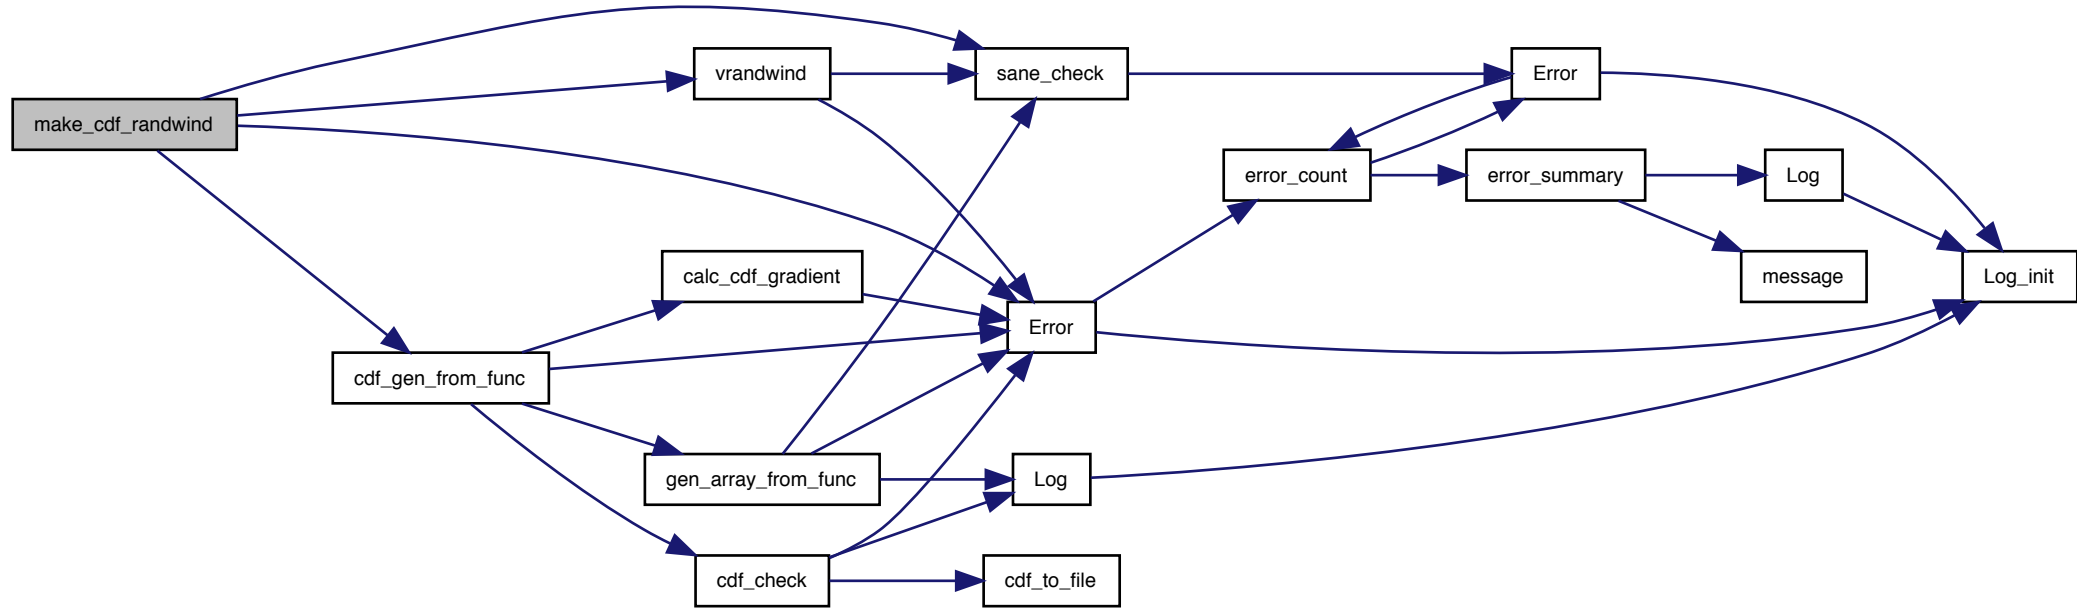 make_cdf_randwind
vrandwind
sane_check
Error
error_count
error_summary
Log
calc_cdf_gradient
message
Log_init
Error
cdf_gen_from_func
gen_array_from_func
Log
cdf_check
cdf_to_file